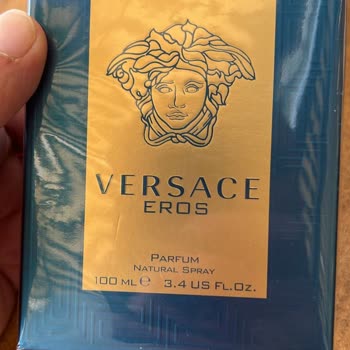 VERSACE
EROS
PARFUM
NATURAL SPRAY
100 ML ℮ 3.4 US FL.OZ.